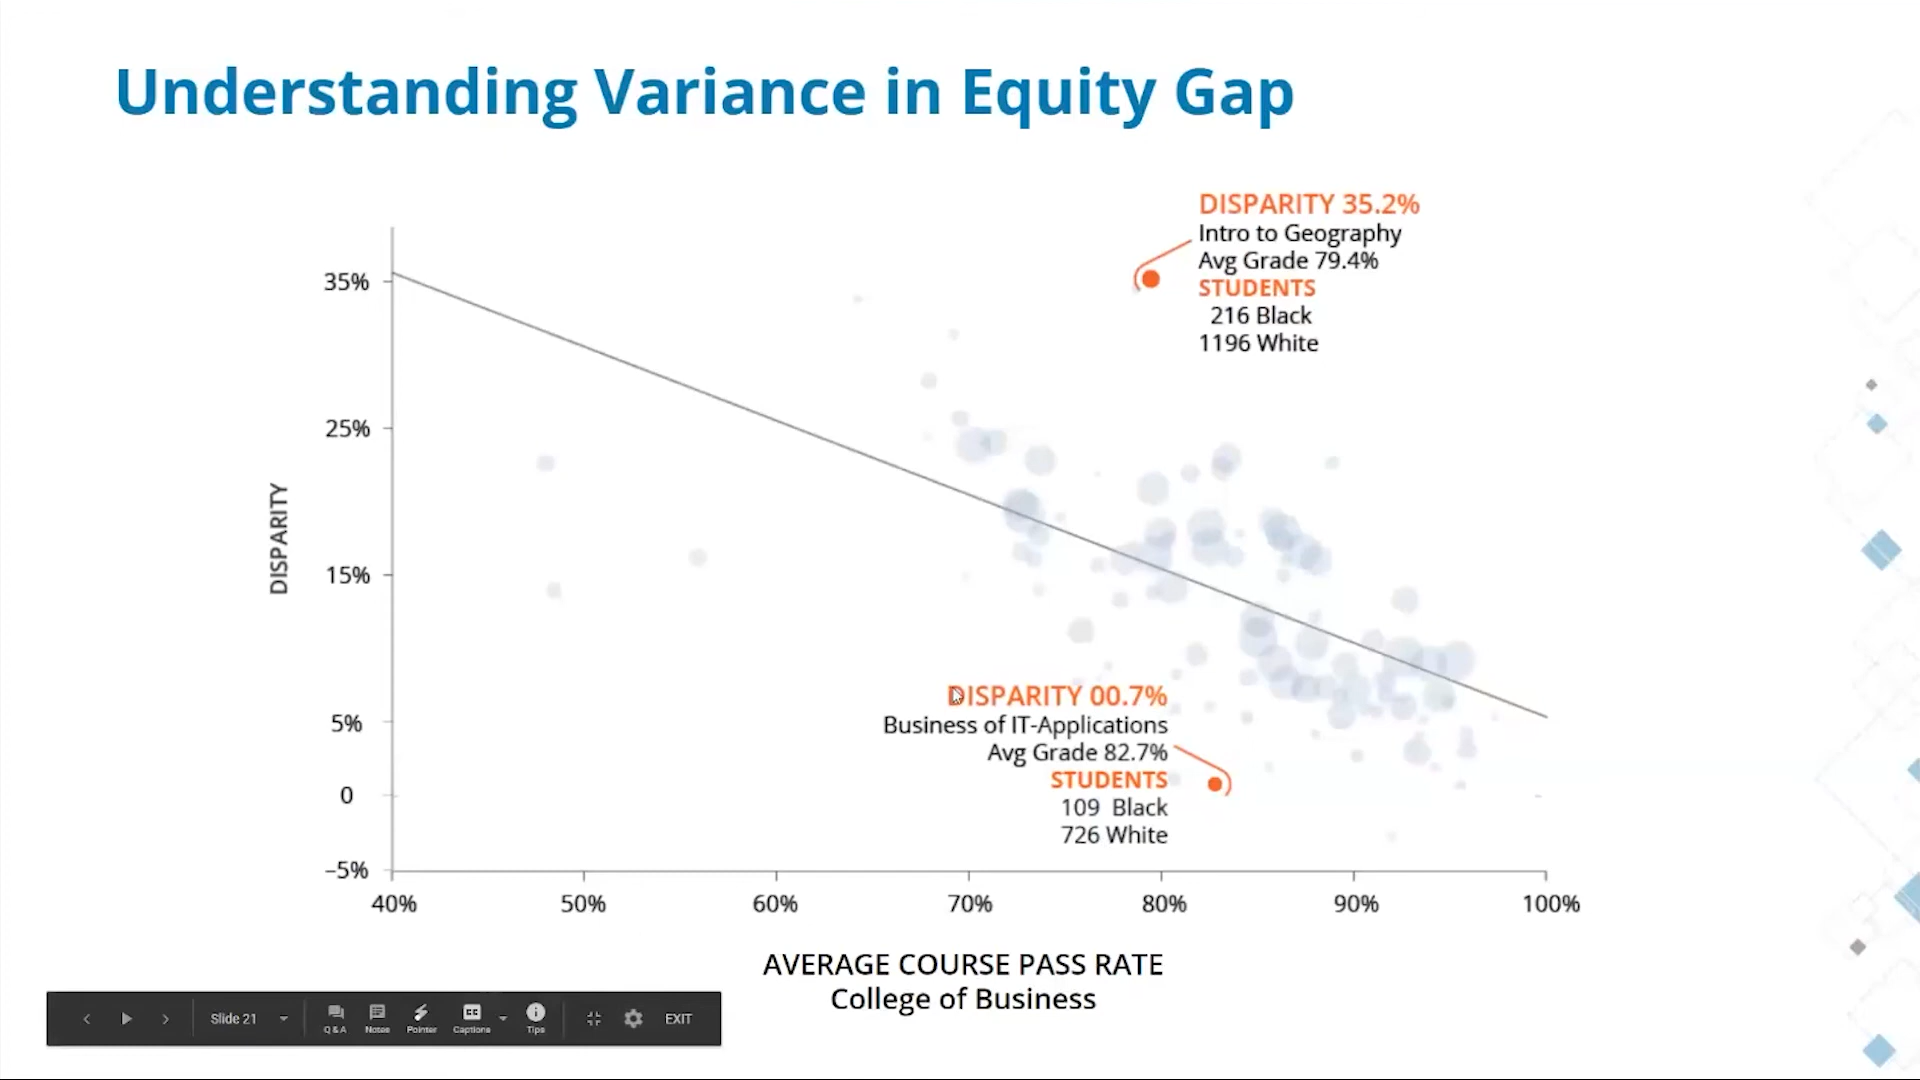 Understanding Variance in Equity Gap
DISPARITY 35.2%
Intro to Geography
Avg Grade 79.4%
STUDENTS
216 Black
1196 White
35%
25%
15%
5%
0
–5%
DISPARITY
DISPARITY 00.7%
Business of IT-Applications
Avg Grade 82.7%
STUDENTS
109 Black
726 White
40% 50% 60% 70% 80% 90% 100%
AVERAGE COURSE PASS RATE
College of Business
Slide 21
Q & A
Notes
Pointer
CC
Captions
Tips
EXIT